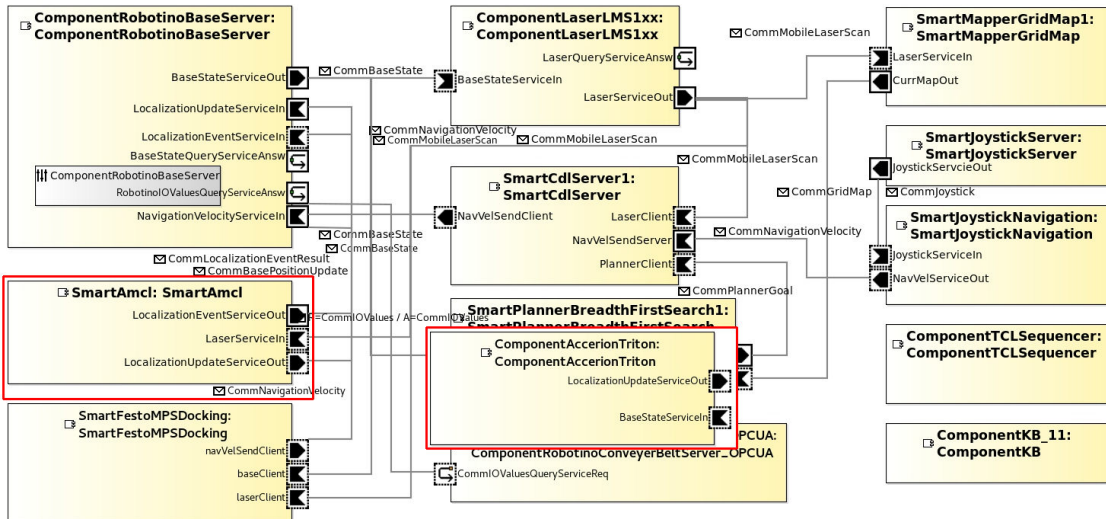 ComponentRobotinoBaseServer:
ComponentRobotinoBaseServer
BaseStateServiceOut
LocalizationUpdateServiceIn
LocalizationEventServiceIn
BaseStateQueryServiceAnsw
ComponentRobotinoBaseServer
RobotinoIOValuesQueryServiceAnsw
NavigationVelocityServiceIn
CommBaseState
CommNavigationVelocity
CommMobileLaserScan
CommMobileLaserScan
CommBaseState
CommBaseState
CommLocalizationEventResult
CommBasePositionUpdate
ComponentLaserLMS1xx:
ComponentLaserLMS1xx
LaserQueryServiceAnsw
BaseStateServiceIn
LaserServiceOut
CommMobileLaserScan
SmartMapperGridMap1:
SmartMapperGridMap
LaserServiceIn
CurrMapOut
CommMobileLaserScan
SmartCdlServer1:
SmartCdlServer
NavVelSendClient
LaserClient
NavVelSendServer
PlannerClient
CommGridMap
CommJoystick
CommNavigationVelocity
CommPlannerGoal
SmartJoystickServer:
SmartJoystickServer
JoystickServcieOut
SmartJoystickNavigation:
SmartJoystickNavigation
JoystickServiceIn
NavVelServiceOut
SmartAmcl: SmartAmcl
LocalizationEventServiceOut
=CommIOValues / A=CommIOValues
LaserServiceIn
LocalizationUpdateServiceOut
CommNavigationVelocity
SmartPlannerBreadthFirstSearch1:
SmartPlannerBreadthFirstSearch
ComponentAccerionTriton:
ComponentAccerionTriton
LocalizationUpdateServiceOut
BaseStateServiceIn
ComponentTCLSequencer:
ComponentTCLSequencer
SmartFestoMPSDocking:
SmartFestoMPSDocking
navVelSendClient
baseClient
laserClient
OPCUA:
ComponentRobotinoConveyerBeltServer_OPCUA
CommIOValuesQueryServiceReq
ComponentKB_11:
ComponentKB